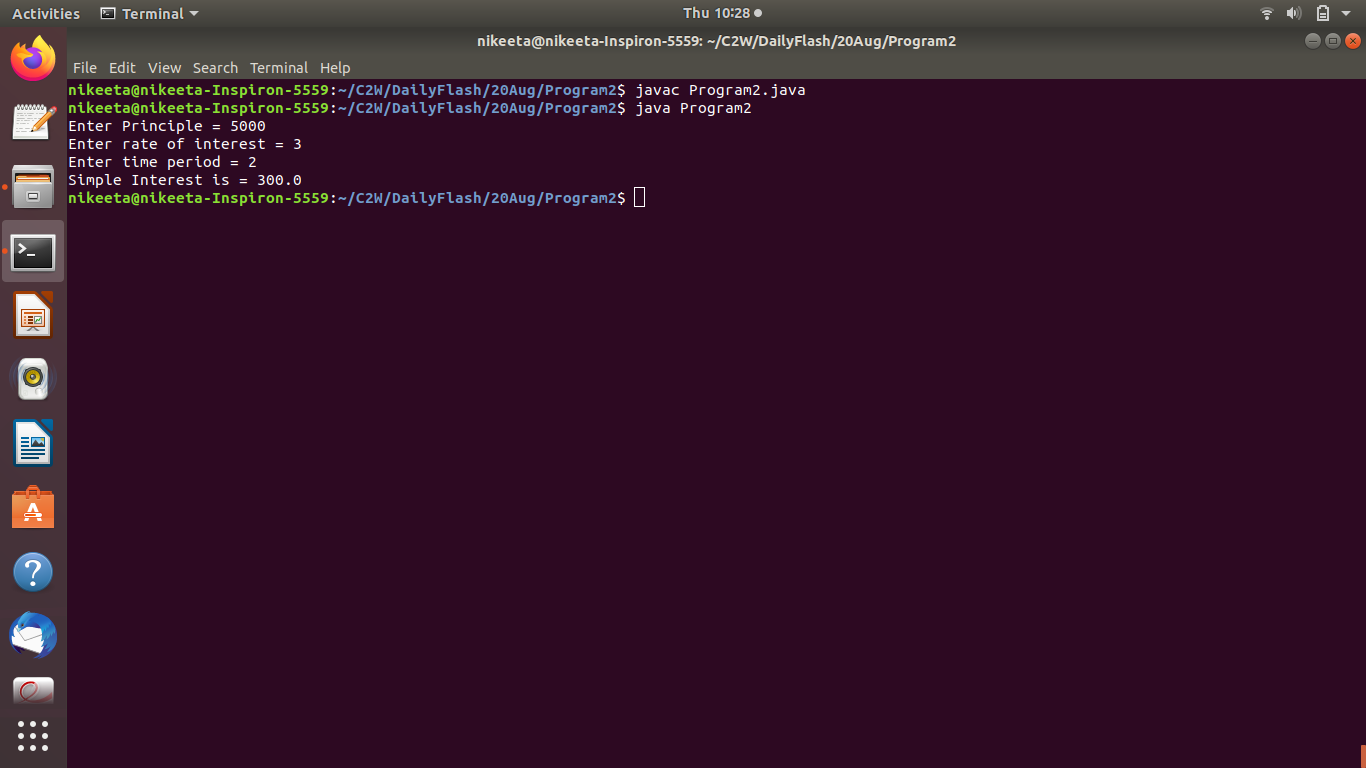 Activities Terminal Thu 10:28
nikeeta@nikeeta-Inspiron-5559: ~/C2W/DailyFlash/20Aug/Program2
File Edit View Search Terminal Help
nikeeta@nikeeta-Inspiron-5559:~/C2W/DailyFlash/20Aug/Program2$ javac Program2.java
nikeeta@nikeeta-Inspiron-5559:~/C2W/DailyFlash/20Aug/Program2$ java Program2
Enter Principle = 5000
Enter rate of interest = 3
Enter time period = 2
Simple Interest is = 300.0
nikeeta@nikeeta-Inspiron-5559:~/C2W/DailyFlash/20Aug/Program2$